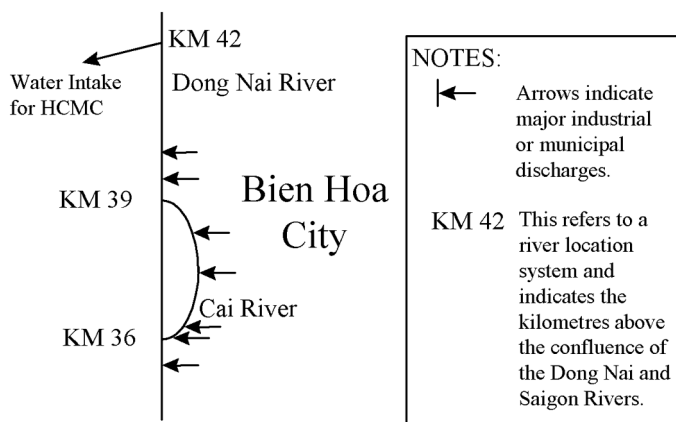 KM 42
Water Intake
for HCMC
Dong Nai River
KM 39
Bien Hoa
City
Cai River
KM 36
NOTES:
Arrows indicate
major industrial
or municipal
discharges.
KM 42
This refers to a
river location
system and
indicates the
kilometres above
the confluence of
the Dong Nai and
Saigon Rivers.